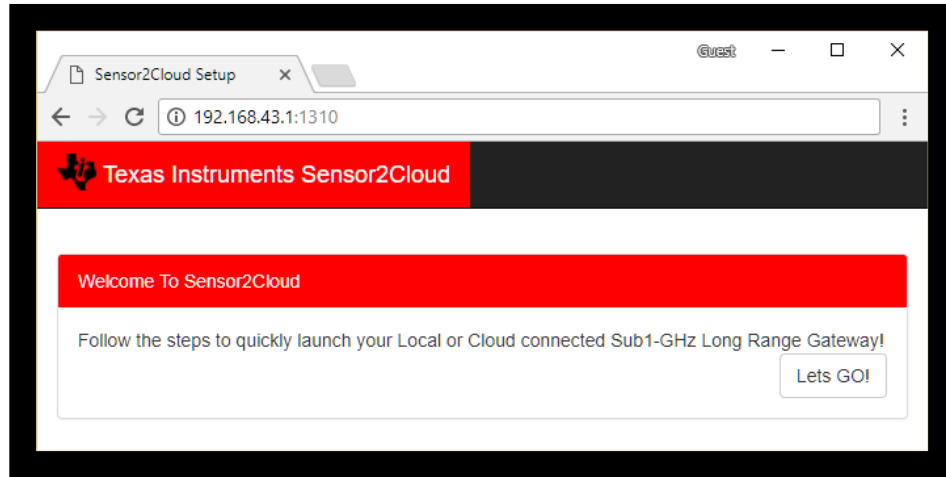 Guest
Sensor2Cloud Setup
192.168.43.1:1310
Texas Instruments Sensor2Cloud
Welcome To Sensor2Cloud
Follow the steps to quickly launch your Local or Cloud connected Sub1-GHz Long Range Gateway!
Lets GO!